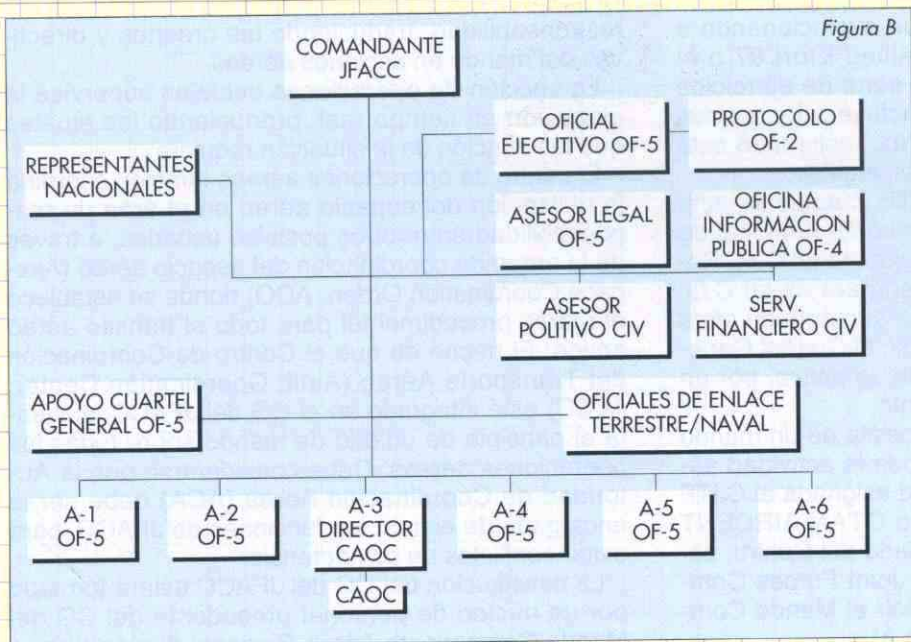 Figura B
COMANDANTE
JFACC
OFICIAL
EJECUTIVO OF-5
PROTOCOLO
OF-2
REPRESENTANTES
NACIONALES
ASESOR LEGAL
OF-5
OFICINA
INFORMACION
PUBLICA OF-4
ASESOR
POLITIVO CIV
SERV.
FINANCIERO CIV
APOYO CUARTEL
GENERAL OF-5
OFICIALES DE ENLACE
TERRESTRE/NAVAL
A-1
OF-5
A-2
OF-5
A-3
DIRECTOR
CAOC
A-4
OF-5
A-5
OF-5
A-6
OF-5
CAOC